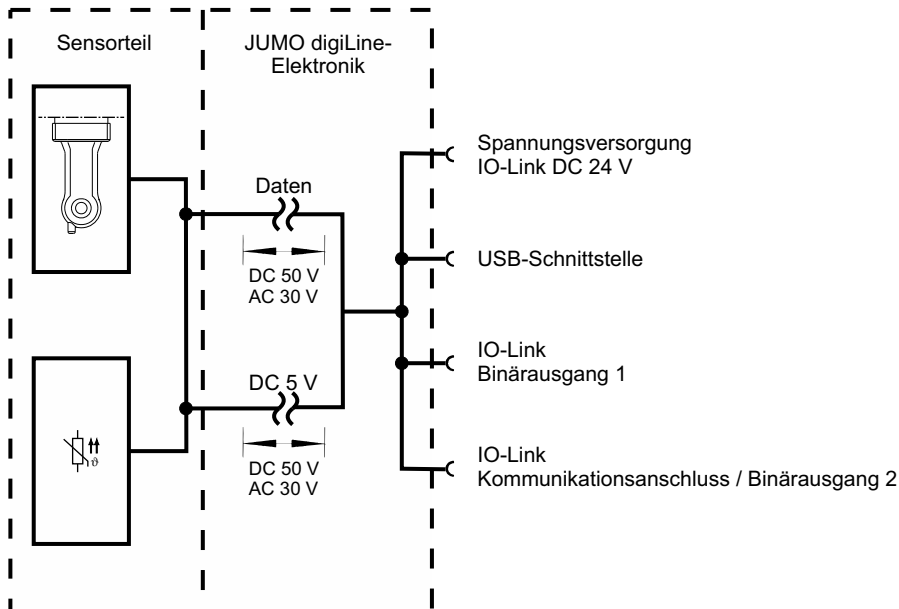 Sensorteil
JUMO digiLine-
Elektronik
Spannungsversorgung
IO-Link DC 24 V
Daten
DC 50 V
AC 30 V
USB-Schnittstelle
IO-Link
Binärausgang 1
DC 5 V
DC 50 V
AC 30 V
ϑ
IO-Link
Kommunikationsanschluss / Binärausgang 2